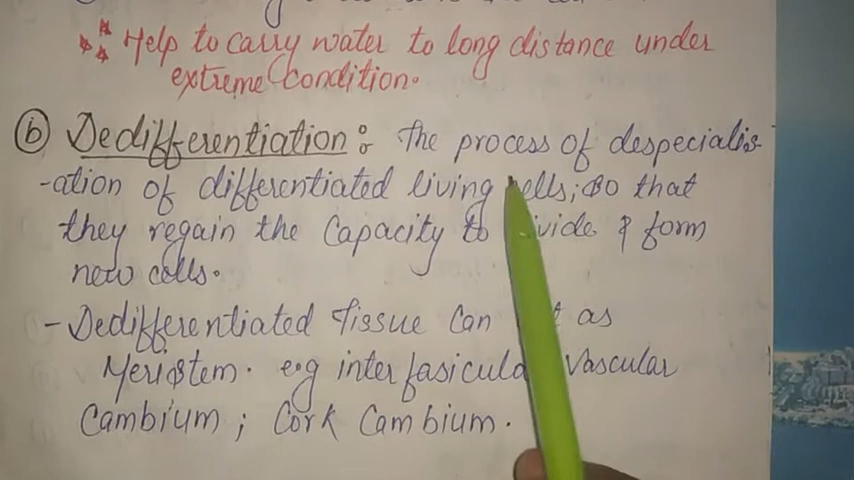 Help to carry water to long distance under
extreme Condition.
(b) Dedifferentiation : The process of despecialis-
-ation of differentiated living cells; so that
they regain the Capacity to divide & form
new cells.
- Dedifferentiated Tissue Can as
Meristem. e.g interfasicular Vascular
Cambium ; Cork Cambium.